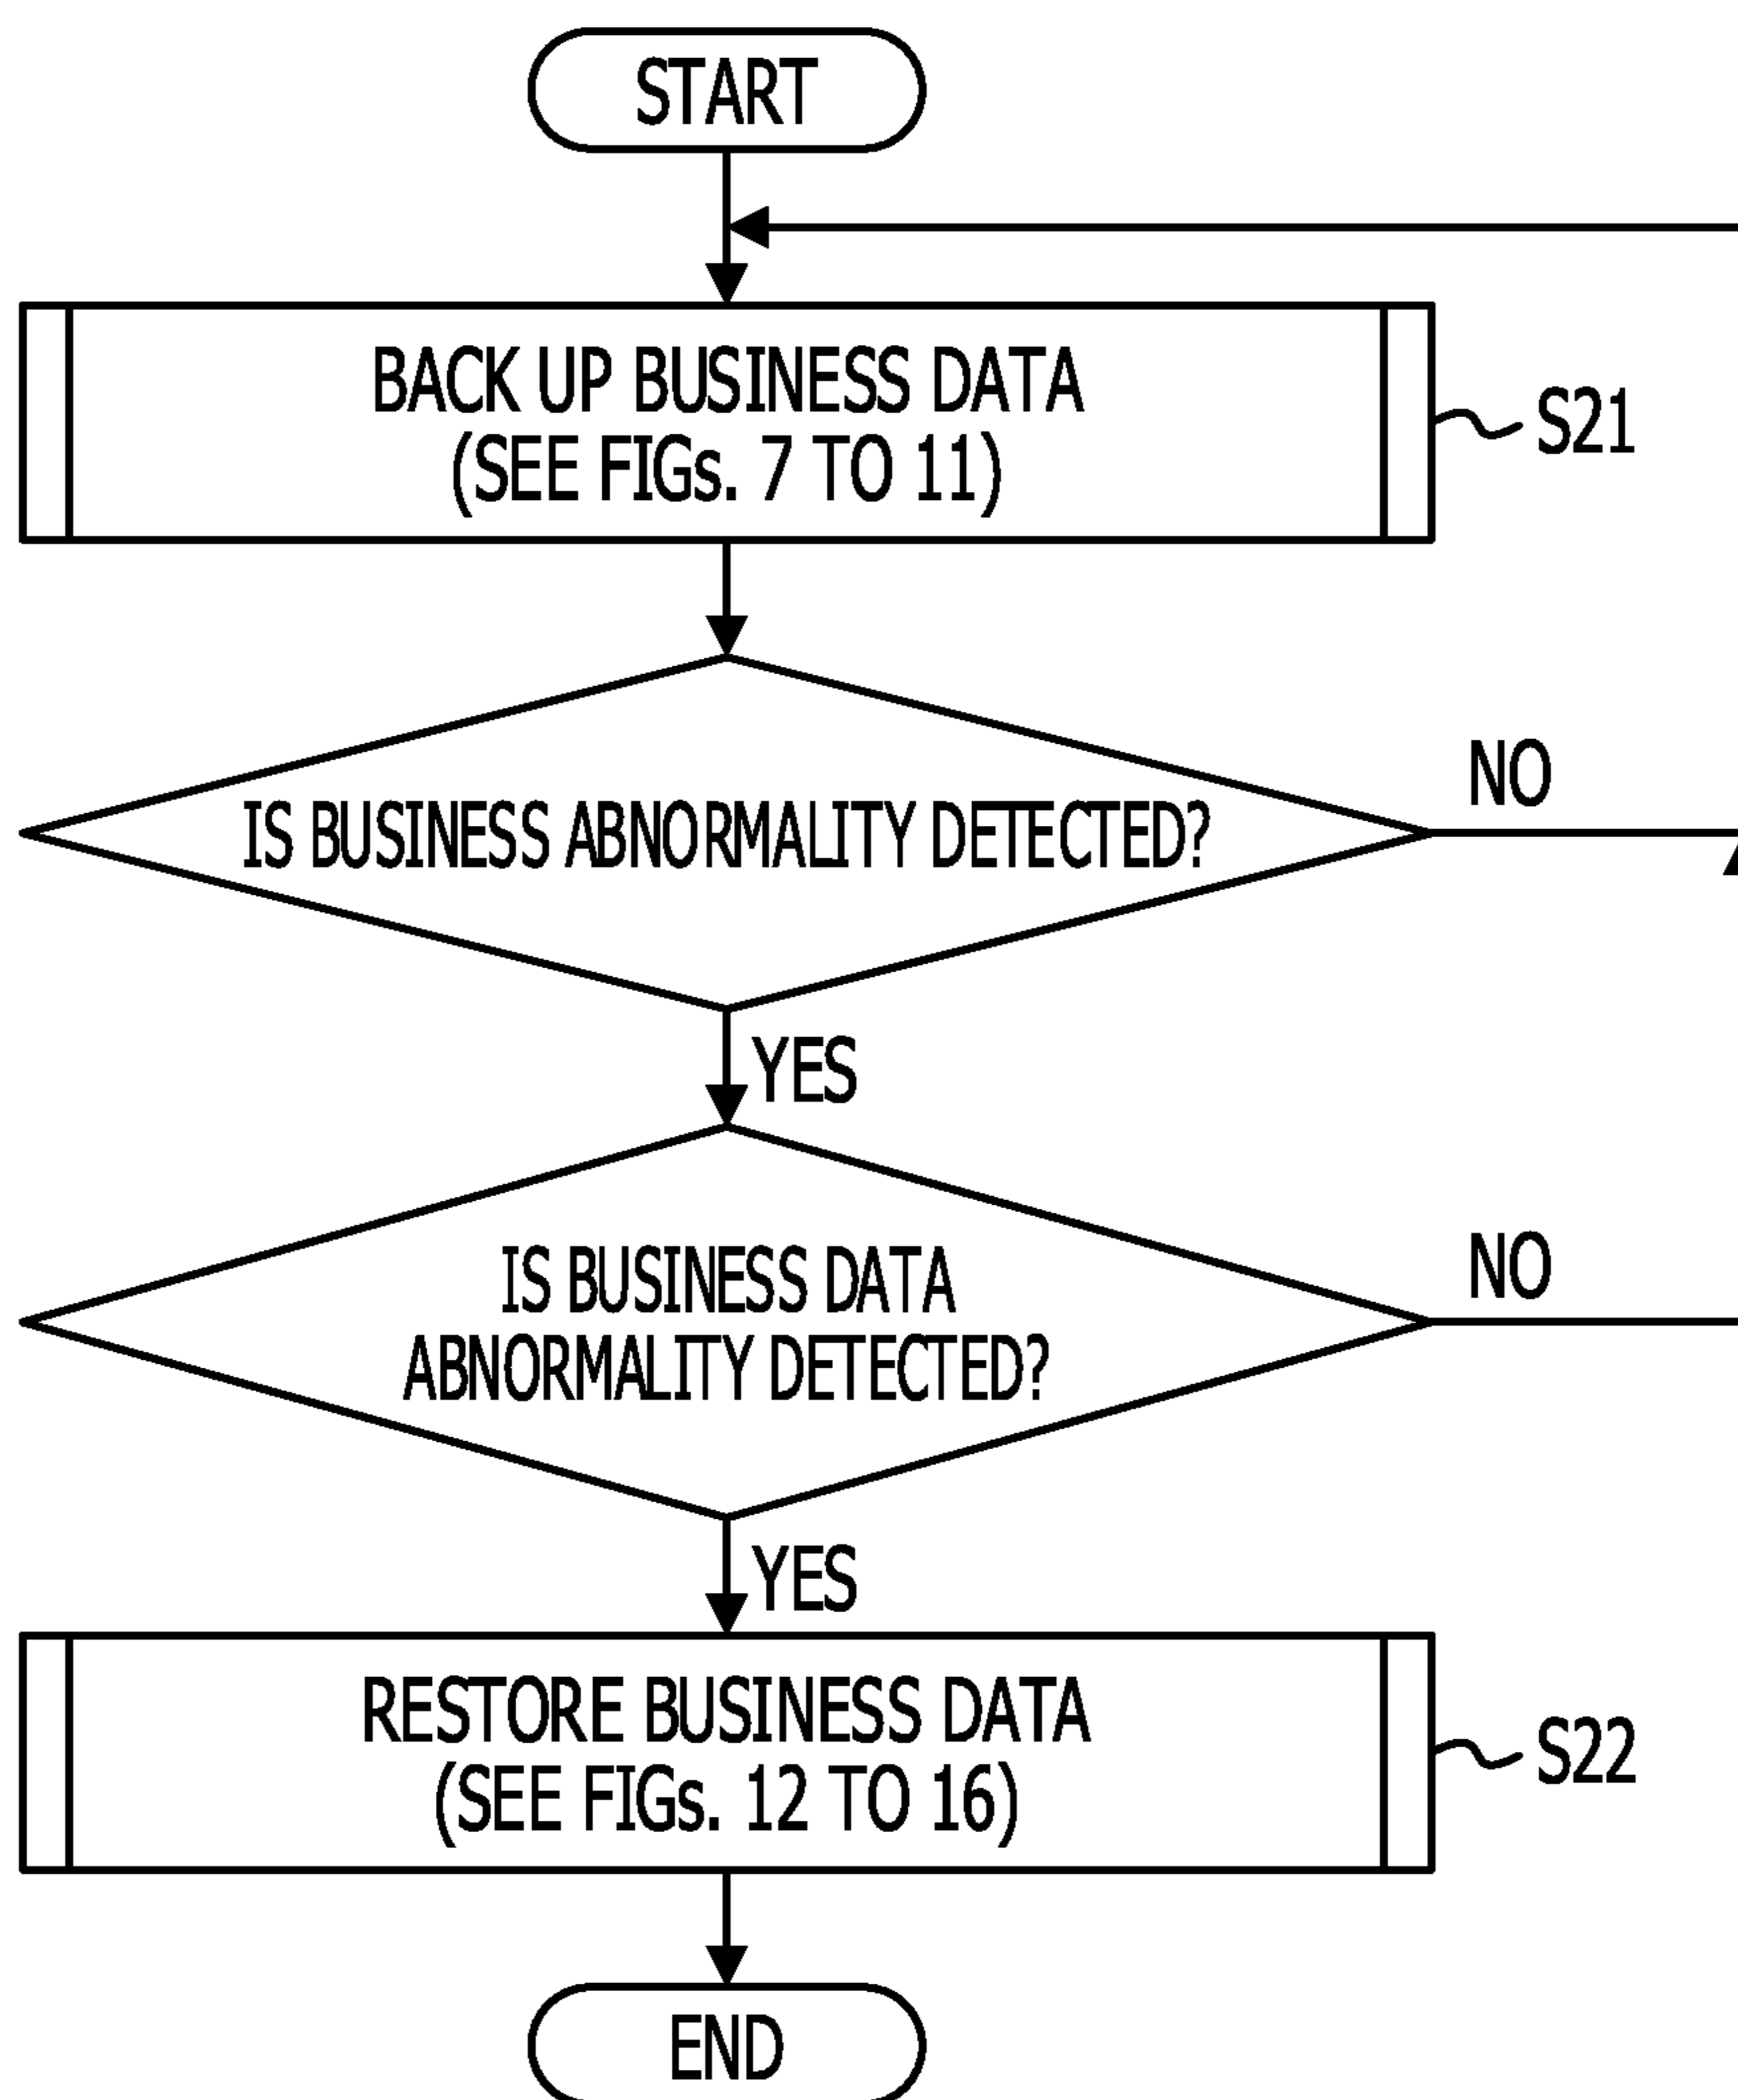 START
BACK UP BUSINESS DATA
(SEE FIGs. 7 TO 11)
S21
IS BUSINESS ABNORMALITY DETECTED?
NO
YES
IS BUSINESS DATA
ABNORMALITY DETECTED?
NO
YES
RESTORE BUSINESS DATA
(SEE FIGs. 12 TO 16)
S22
END